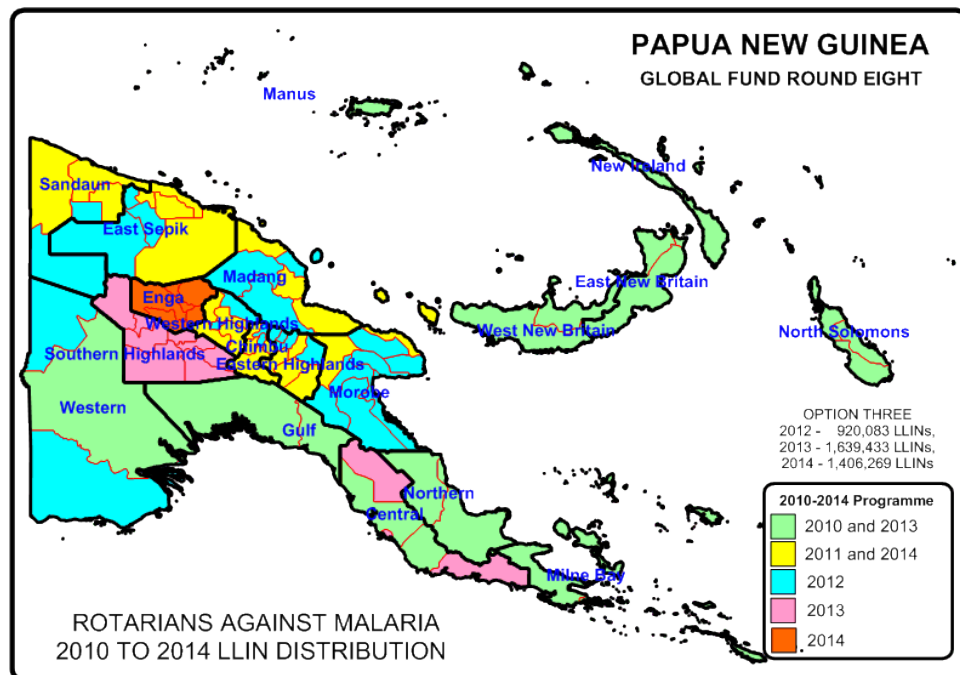 PAPUA NEW GUINEA
GLOBAL FUND ROUND EIGHT
Manus
New Ireland
Sandaun
East Sepik
Madang
East New Britain
Enga
Western Highlands
West New Britain
North Solomons
Chimbu
Southern Highlands
Eastern Highlands
Morobe
Western
Gulf
Northern
Central
Milne Bay
OPTION THREE
2012 - 920,083 LLINs,
2013 - 1,639,433 LLINs,
2014 - 1,406,269 LLINs
2010-2014 Programme
2010 and 2013
2011 and 2014
2012
2013
2014
ROTARIANS AGAINST MALARIA
2010 TO 2014 LLIN DISTRIBUTION